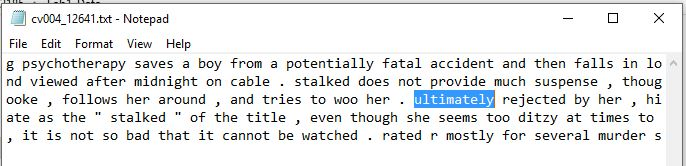 cv004_12641.txt - Notepad
File Edit Format View Help
g psychotherapy saves a boy from a potentially fatal accident and then falls in lo
nd viewed after midnight on cable . stalked does not provide much suspense , thoug
ooke , follows her around , and tries to woo her . ultimately rejected by her , hi
ate as the " stalked " of the title , even though she seems too ditzy at times to
, it is not so bad that it cannot be watched . rated r mostly for several murder s